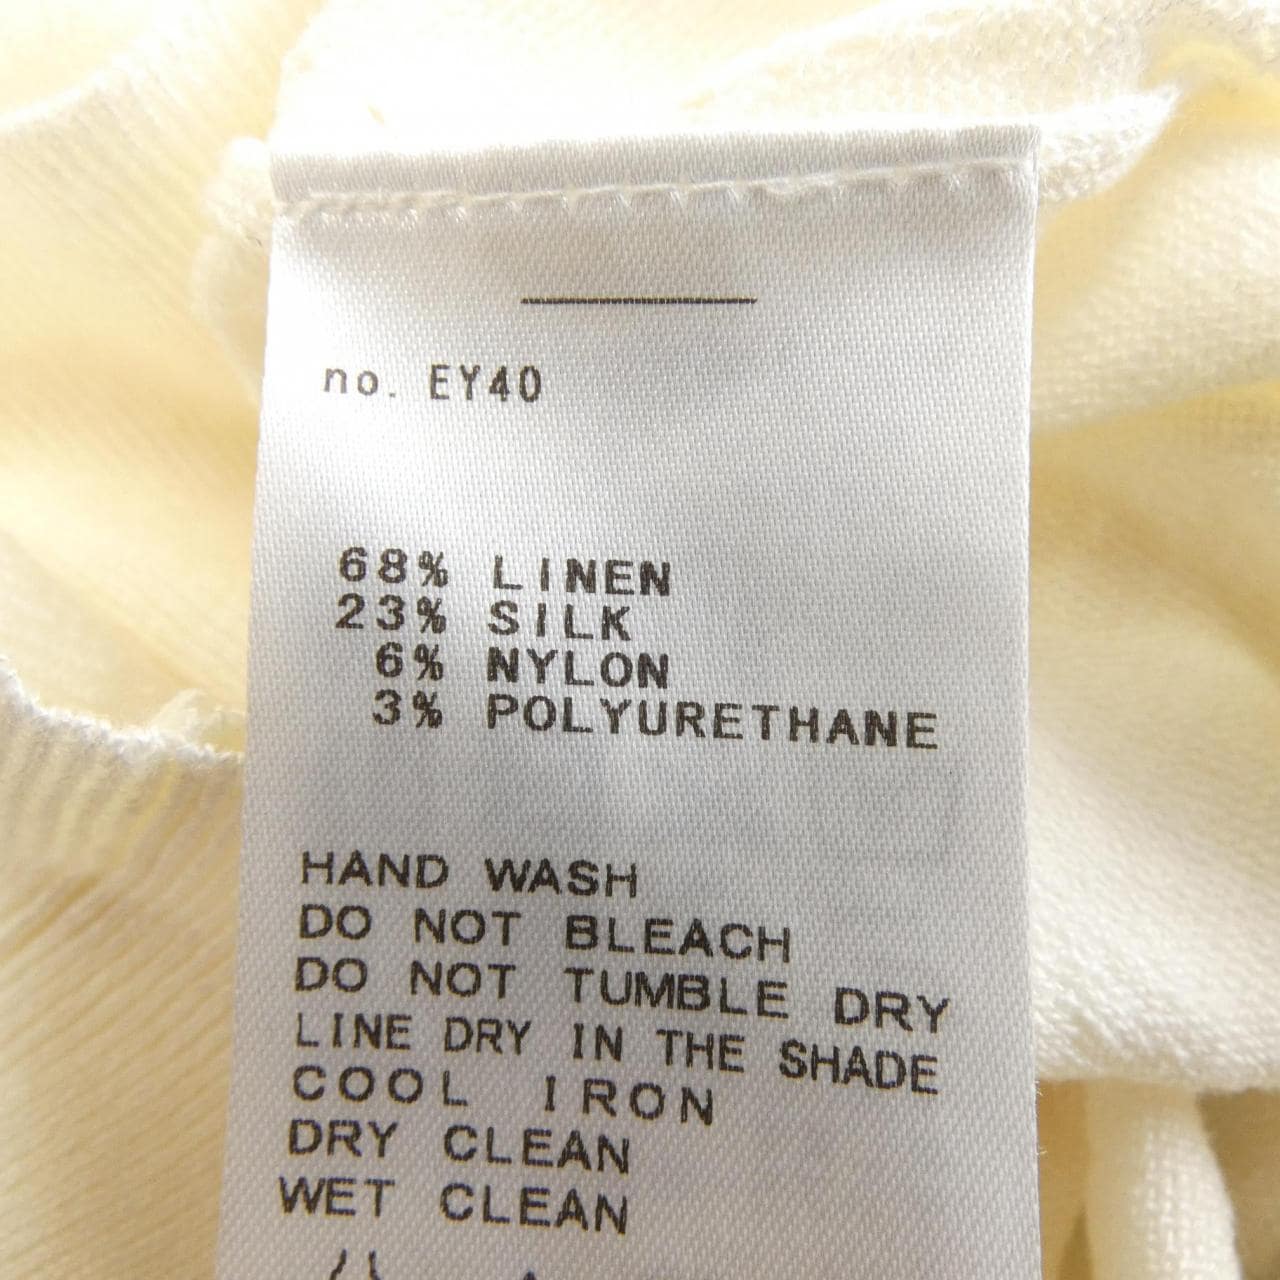 no. EY40
68% LINEN
23% SILK
6% NYLON
3% POLYURETHANE
HAND WASH
DO NOT BLEACH
DO NOT TUMBLE DRY
LINE DRY IN THE SHADE
COOL IRON
DRY CLEAN
WET CLEAN